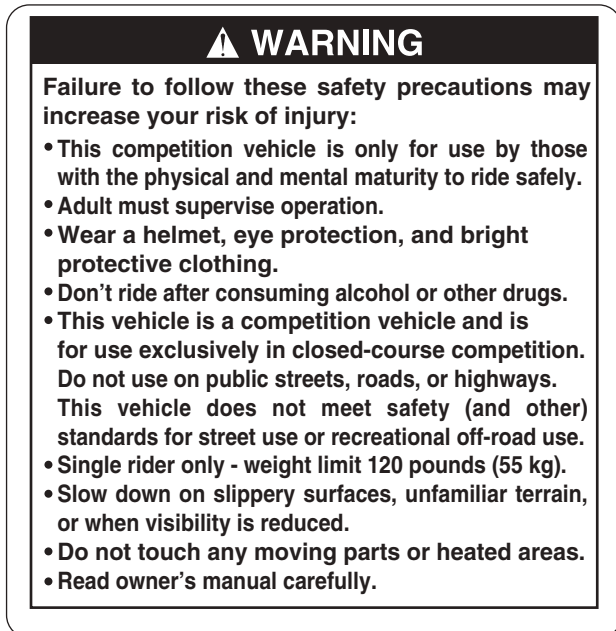 WARNING
Failure to follow these safety precautions may
increase your risk of injury:
• This competition vehicle is only for use by those
with the physical and mental maturity to ride safely.
• Adult must supervise operation.
• Wear a helmet, eye protection, and bright
protective clothing.
• Don't ride after consuming alcohol or other drugs.
• This vehicle is a competition vehicle and is
for use exclusively in closed-course competition.
Do not use on public streets, roads, or highways.
This vehicle does not meet safety (and other)
standards for street use or recreational off-road use.
• Single rider only - weight limit 120 pounds (55 kg).
• Slow down on slippery surfaces, unfamiliar terrain,
or when visibility is reduced.
• Do not touch any moving parts or heated areas.
• Read owner's manual carefully.